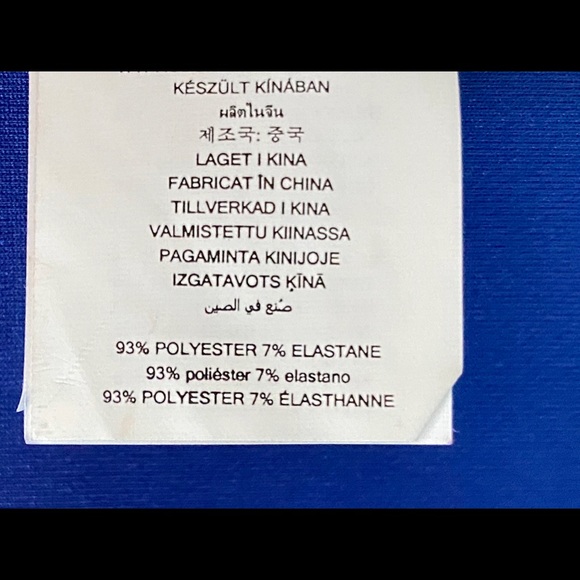 KÉSZÜLT KÍNÁBAN
ผลิตในจีน
제조국: 중국
LAGET I KINA
FABRICAT ÎN CHINA
TILLVERKAD I KINA
VALMISTETTU KIINASSA
PAGAMINTA KINIJOJE
IZGATAVOTS ĶĪNĀ
صُنع في الصين
93% POLYESTER 7% ELASTANE
93% poliéster 7% elastano
93% POLYESTER 7% ÉLASTHANNE